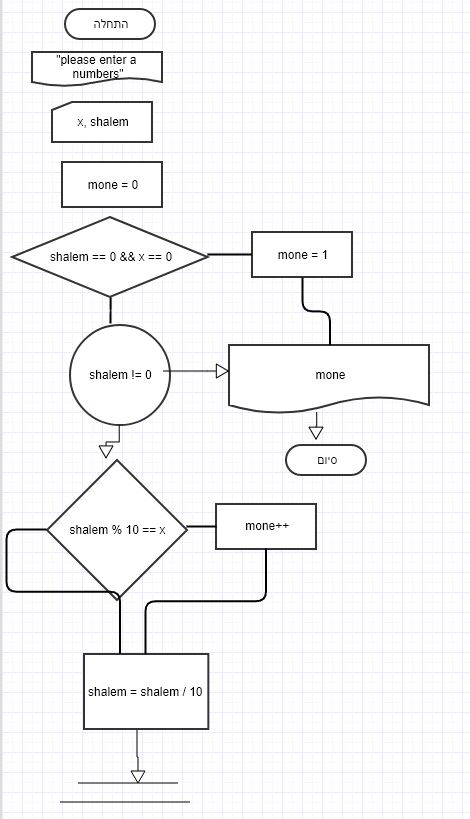 התחלה
"please enter a
numbers"
x, shalem
mone = 0
shalem == 0 && x == 0
mone = 1
shalem != 0
mone
סיום
shalem % 10 == x
mone++
shalem = shalem / 10